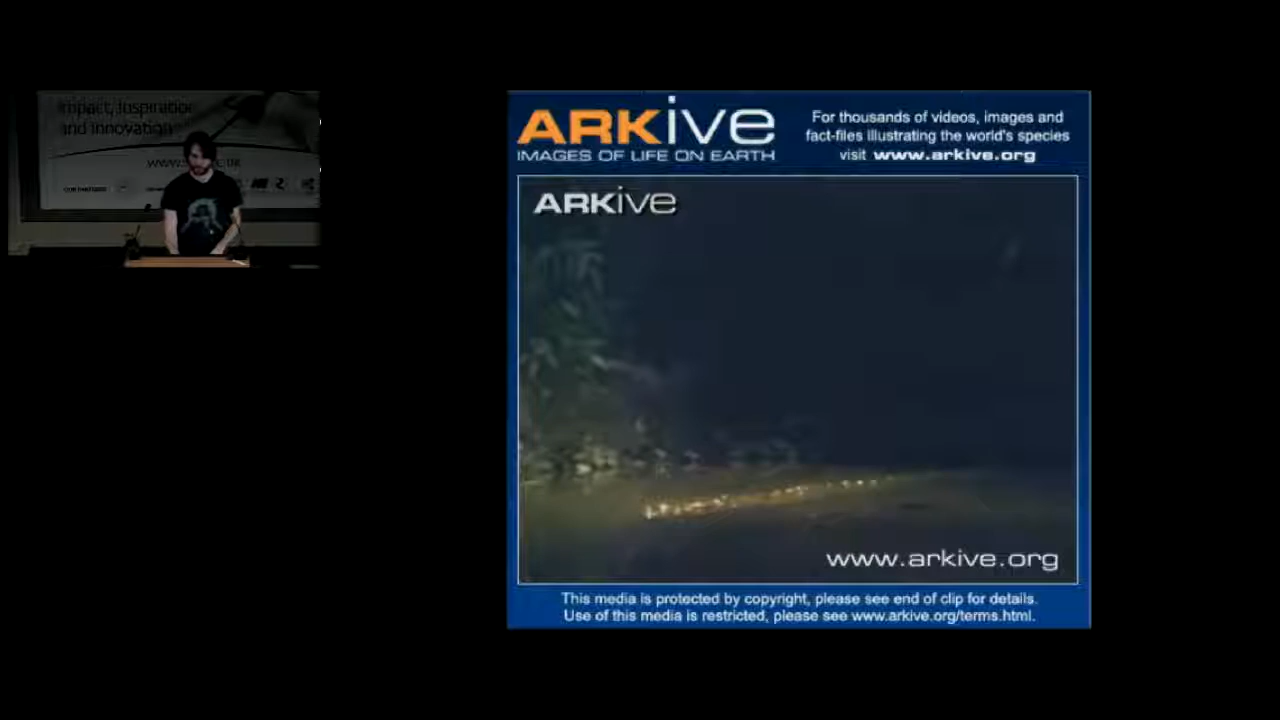 Impact, Inspiration
and innovation
ARKive
IMAGES OF LIFE ON EARTH
For thousands of videos, images and
fact-files illustrating the world's species
visit www.arkive.org
ARKive
www.arkive.org
This media is protected by copyright, please see end of clip for details.
Use of this media is restricted, please see www.arkive.org/terms.html.